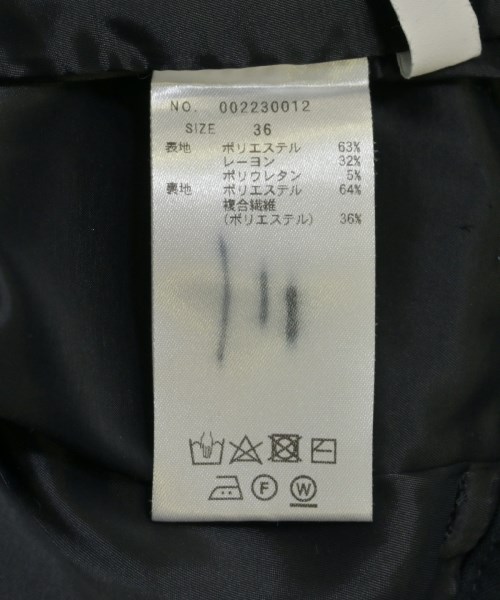 NO. 002230012
SIZE 36
表地 ポリエステル 63%
レーヨン 32%
ポリウレタン 5%
裏地 ポリエステル 64%
複合繊維
(ポリエステル) 36%
F W